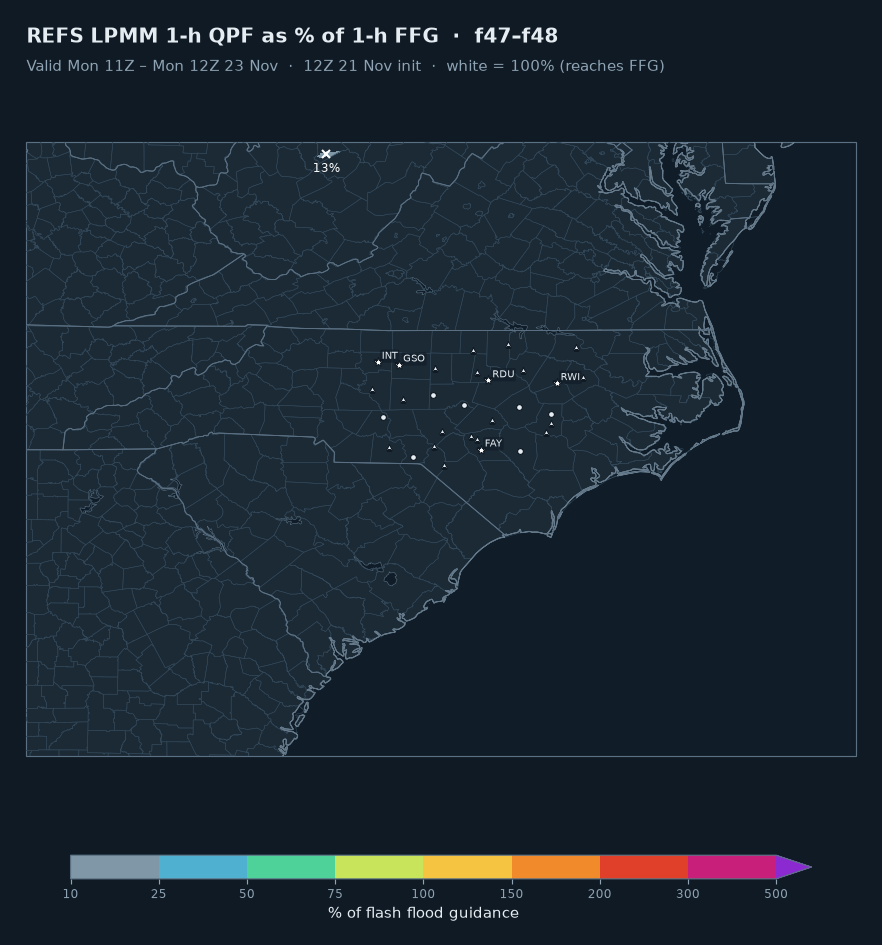 REFS LPMM 1-h QPF as % of 1-h FFG · f47–f48
Valid Mon 11Z – Mon 12Z 23 Nov · 12Z 21 Nov init · white = 100% (reaches FFG)
13%
INT
GSO
RDU
RWI
FAY
10 25 50 75 100 150 200 300 500
% of flash flood guidance